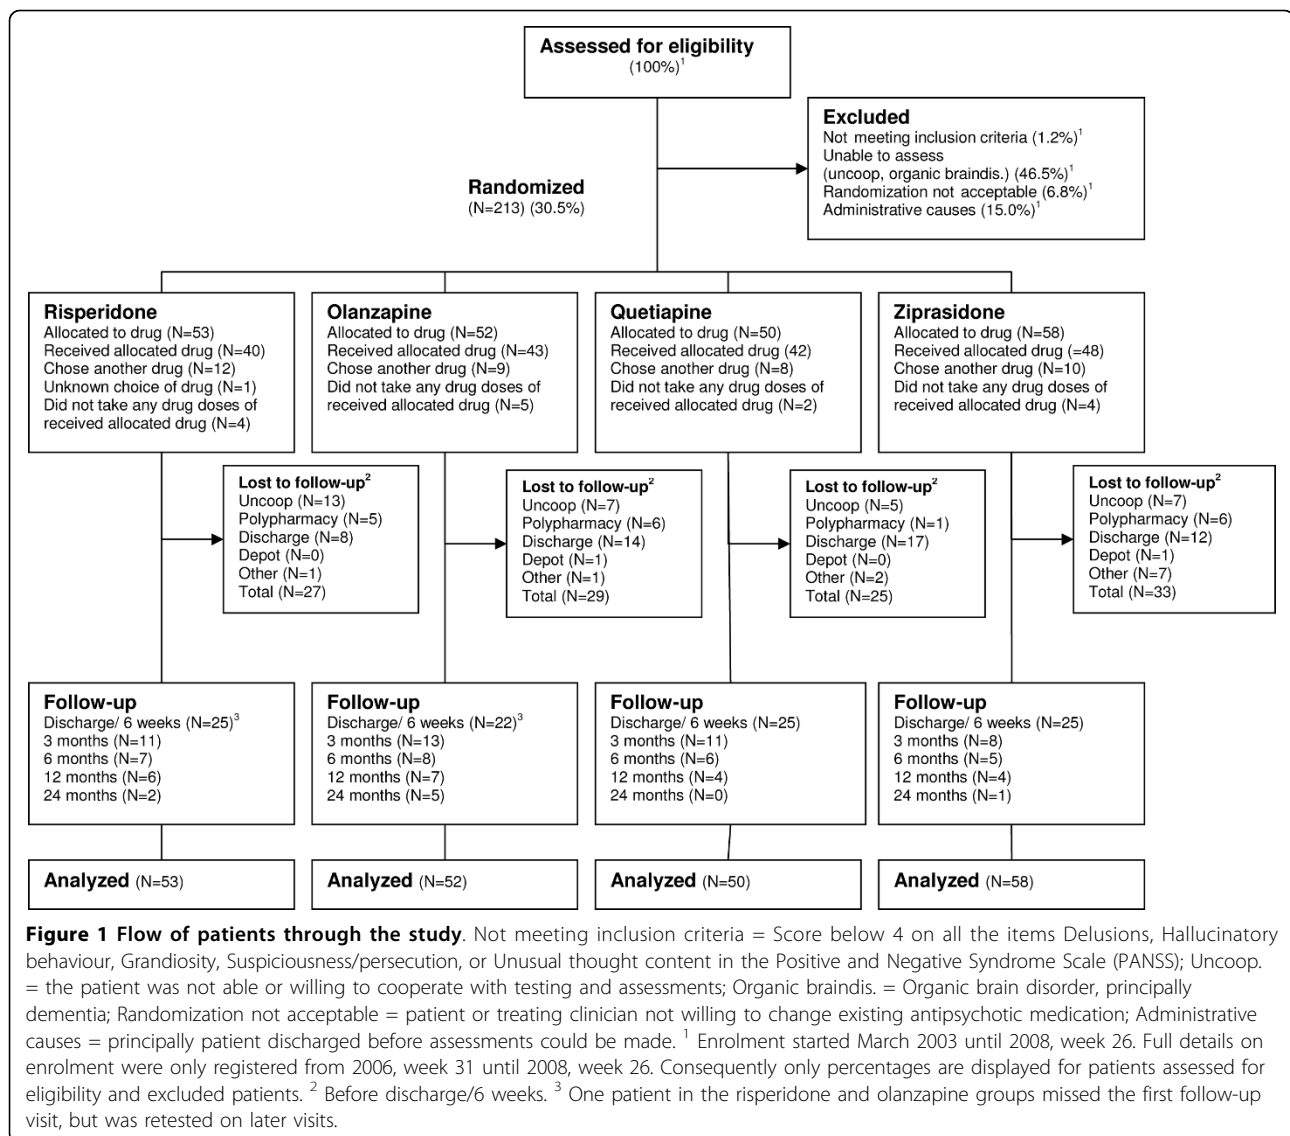 Assessed for eligibility
(100%)¹
Excluded
Not meeting inclusion criteria (1.2%)¹
Unable to assess
(uncoop, organic braindis.) (46.5%)¹
Randomization not acceptable (6.8%)¹
Administrative causes (15.0%)¹
Randomized
(N=213) (30.5%)
Risperidone
Allocated to drug (N=53)
Received allocated drug (N=40)
Chose another drug (N=12)
Unknown choice of drug (N=1)
Did not take any drug doses of
received allocated drug (N=4)
Olanzapine
Allocated to drug (N=52)
Received allocated drug (N=43)
Chose another drug (N=9)
Did not take any drug doses of
received allocated drug (N=5)
Quetiapine
Allocated to drug (N=50)
Received allocated drug (42)
Chose another drug (N=8)
Did not take any drug doses of
received allocated drug (N=2)
Ziprasidone
Allocated to drug (N=58)
Received allocated drug (=48)
Chose another drug (N=10)
Did not take any drug doses of
received allocated drug (N=4)
Lost to follow-up²
Uncoop (N=13)
Polypharmacy (N=5)
Discharge (N=8)
Depot (N=0)
Other (N=1)
Total (N=27)
Lost to follow-up²
Uncoop (N=7)
Polypharmacy (N=6)
Discharge (N=14)
Depot (N=1)
Other (N=1)
Total (N=29)
Lost to follow-up²
Uncoop (N=5)
Polypharmacy (N=1)
Discharge (N=17)
Depot (N=0)
Other (N=2)
Total (N=25)
Lost to follow-up²
Uncoop (N=7)
Polypharmacy (N=6)
Discharge (N=12)
Depot (N=1)
Other (N=7)
Total (N=33)
Follow-up
Discharge/ 6 weeks (N=25)³
3 months (N=11)
6 months (N=7)
12 months (N=6)
24 months (N=2)
Follow-up
Discharge/ 6 weeks (N=22)³
3 months (N=13)
6 months (N=8)
12 months (N=7)
24 months (N=5)
Follow-up
Discharge/ 6 weeks (N=25)
3 months (N=11)
6 months (N=6)
12 months (N=4)
24 months (N=0)
Follow-up
Discharge/ 6 weeks (N=25)
3 months (N=8)
6 months (N=5)
12 months (N=4)
24 months (N=1)
Analyzed (N=53)
Analyzed (N=52)
Analyzed (N=50)
Analyzed (N=58)
Figure 1 Flow of patients through the study. Not meeting inclusion criteria = Score below 4 on all the items Delusions, Hallucinatory
behaviour, Grandiosity, Suspiciousness/persecution, or Unusual thought content in the Positive and Negative Syndrome Scale (PANSS); Uncoop.
= the patient was not able or willing to cooperate with testing and assessments; Organic braindis. = Organic brain disorder, principally
dementia; Randomization not acceptable = patient or treating clinician not willing to change existing antipsychotic medication; Administrative
causes = principally patient discharged before assessments could be made. ¹ Enrolment started March 2003 until 2008, week 26. Full details on
enrolment were only registered from 2006, week 31 until 2008, week 26. Consequently only percentages are displayed for patients assessed for
eligibility and excluded patients. ² Before discharge/6 weeks. ³ One patient in the risperidone and olanzapine groups missed the first follow-up
visit, but was retested on later visits.